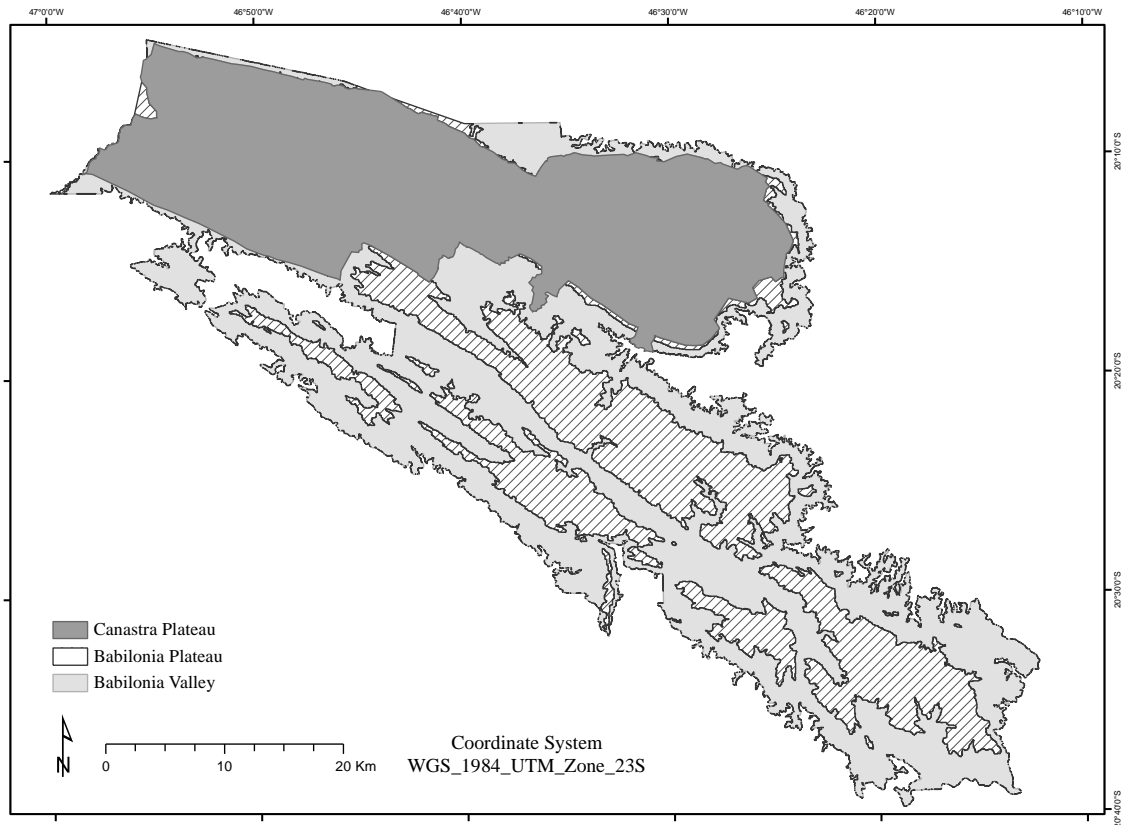 47°0'0"W 46°50'0"W 46°40'0"W 46°30'0"W 46°20'0"W 46°10'0"W
20°10'0"S
20°20'0"S
20°30'0"S
20°40'0"S
Canastra Plateau
Babilonia Plateau
Babilonia Valley
N
0 10 20 Km
Coordinate System
WGS_1984_UTM_Zone_23S